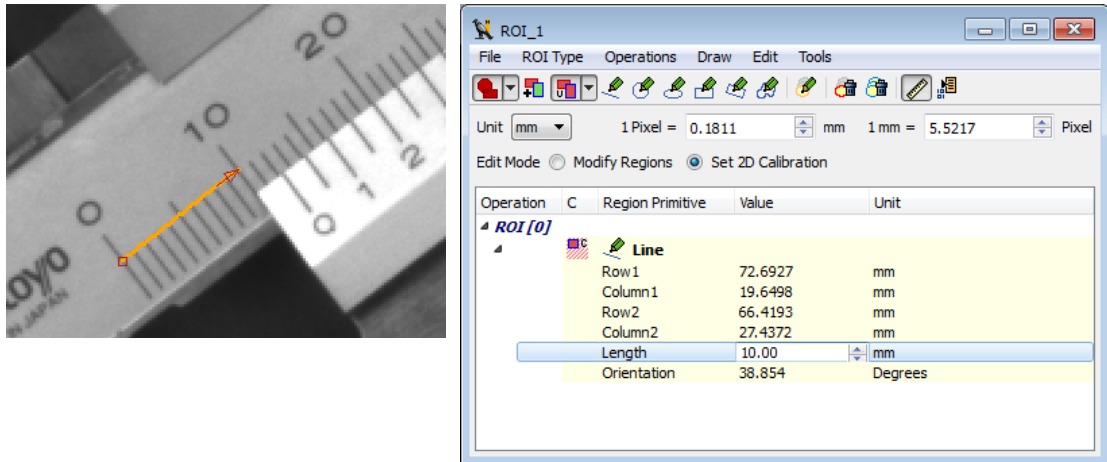 20
10
0
0
1
2
IN JAPAN
ROI_1
File ROI Type Operations Draw Edit Tools
Unit mm 1 Pixel = 0.1811 mm 1 mm = 5.5217 Pixel
Edit Mode Modify Regions Set 2D Calibration
Operation C Region Primitive Value Unit
ROI [0]
C Line
Row1 72.6927 mm
Column1 19.6498 mm
Row2 66.4193 mm
Column2 27.4372 mm
Length 10.00 mm
Orientation 38.854 Degrees